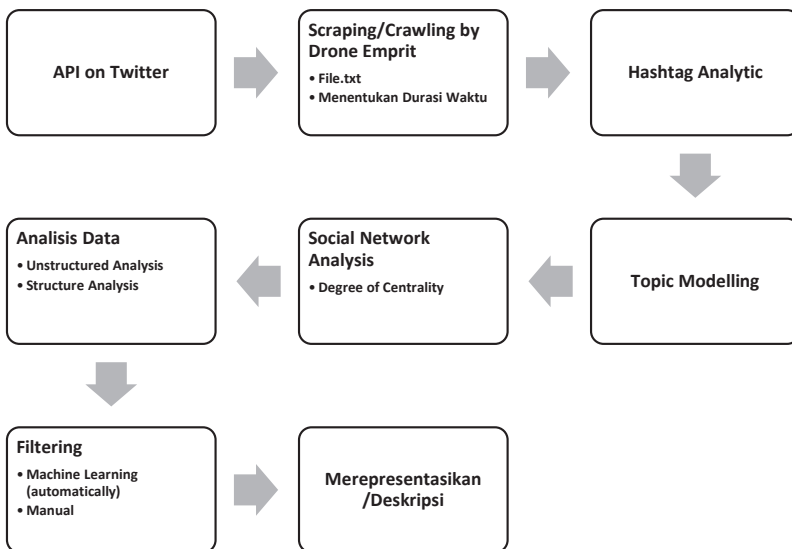 API on Twitter
Scraping/Crawling by
Drone Emprit
• File.txt
• Menentukan Durasi Waktu
Hashtag Analytic
Topic Modelling
Social Network
Analysis
• Degree of Centrality
Analisis Data
• Unstructured Analysis
• Structure Analysis
Filtering
• Machine Learning
(automatically)
• Manual
Merepresentasikan
/Deskripsi